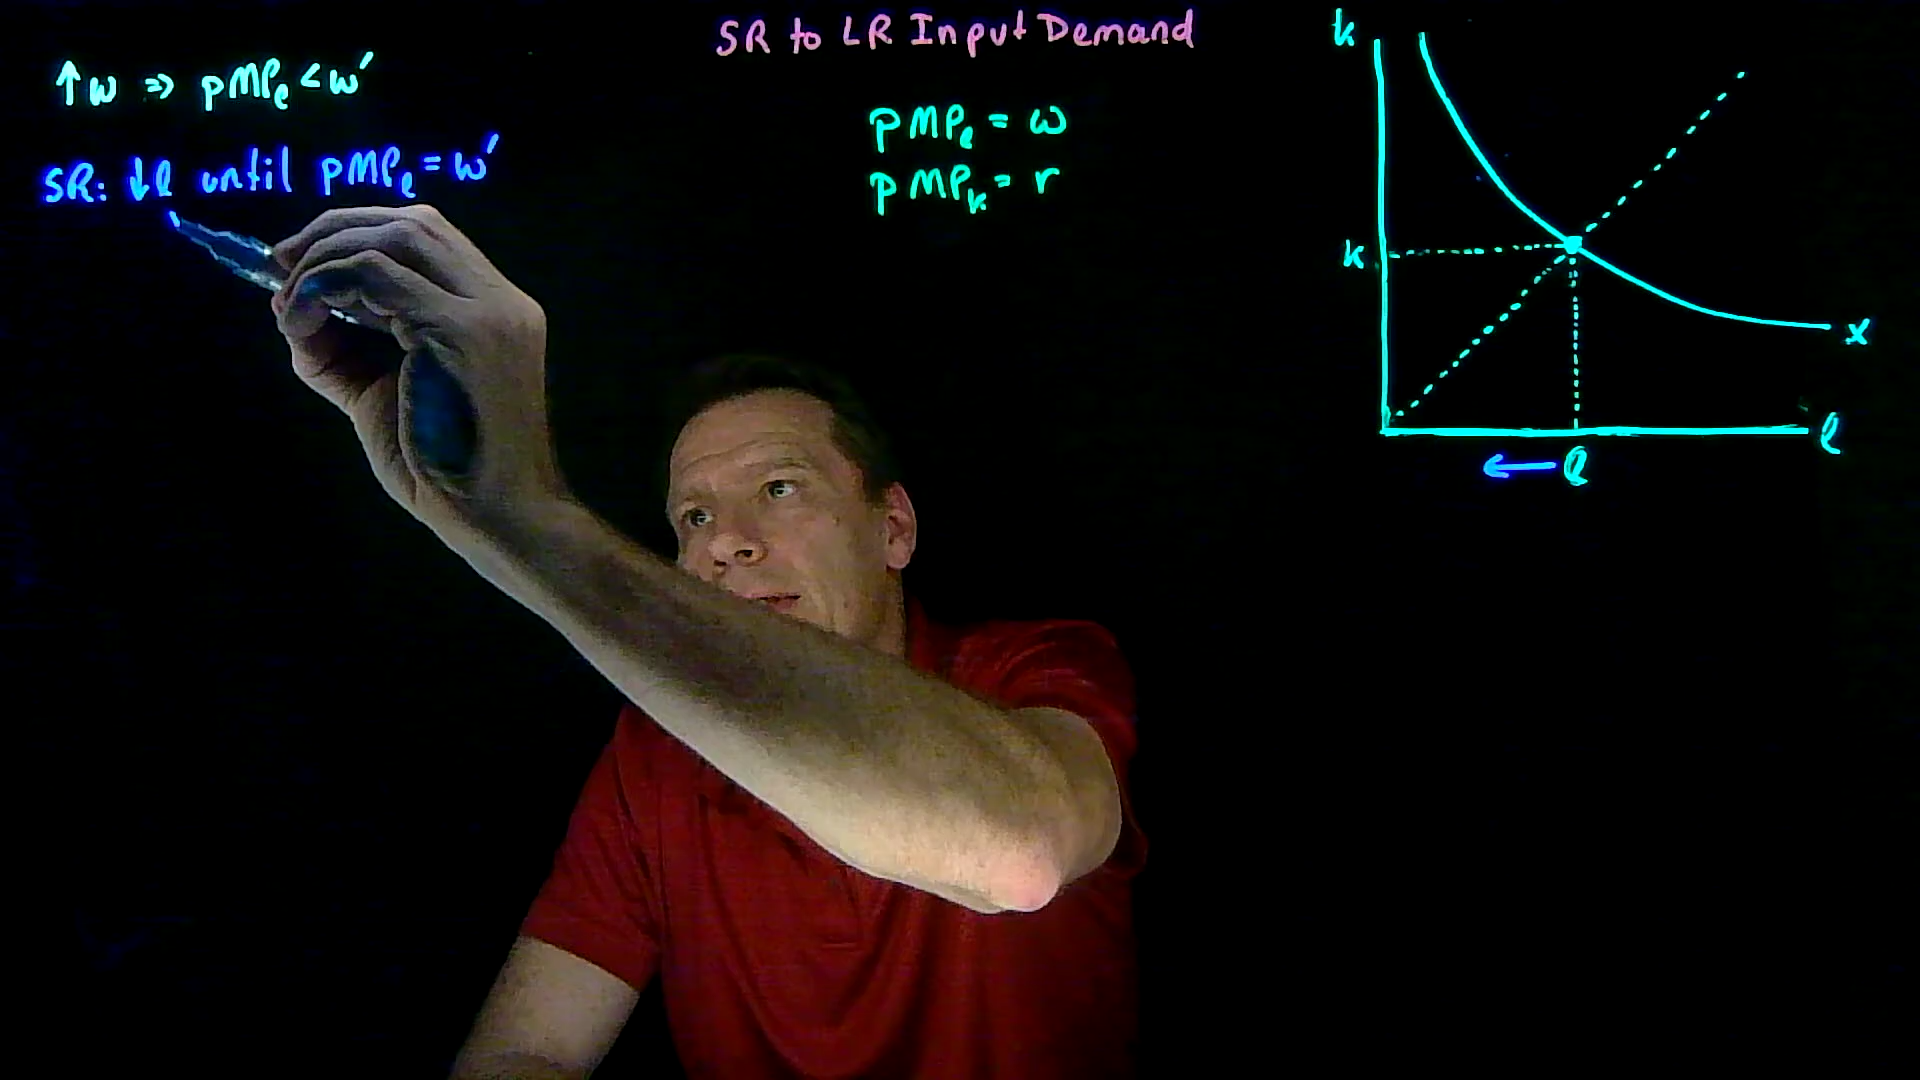 SR to LR Input Demand
↑w ⇒ pMPℓ < w′
SR: ↓ℓ until pMPℓ = w′
pMPℓ = w
pMPk = r
k
k
x
ℓ
← ℓ